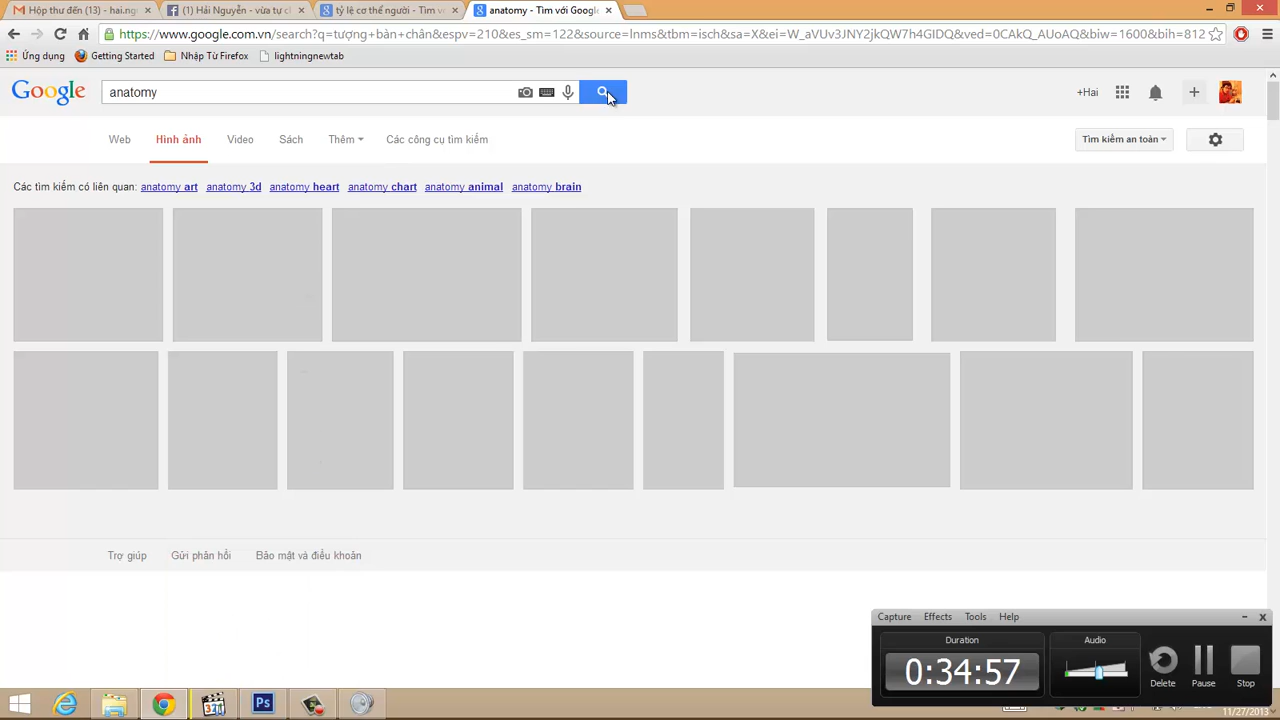 Hộp thư đến (13) - hai.ng
(1) Hải Nguyễn - vừa tự c
tỷ lệ cơ thể người - Tìm v
anatomy - Tìm với Google
https://www.google.com.vn/search?q=tượng+bàn+chân&espv=210&es_sm=122&source=lnms&tbm=isch&sa=X&ei=W_aVUv3JNY2jkQW7h4GIDQ&ved=0CAkQ_AUoAQ&biw=1600&bih=812
Ứng dụng
Getting Started
Nhập Từ Firefox
lightningnewtab
Google
anatomy
+Hai
Web
Hình ảnh
Video
Sách
Thêm
Các công cụ tìm kiếm
Tìm kiếm an toàn
Các tìm kiếm có liên quan: anatomy art anatomy 3d anatomy heart anatomy chart anatomy animal anatomy brain
Trợ giúp
Gửi phản hồi
Bảo mật và điều khoản
Capture Effects Tools Help
Duration
Audio
0:34:57
Delete
Pause
Stop
Ps
11/27/2013